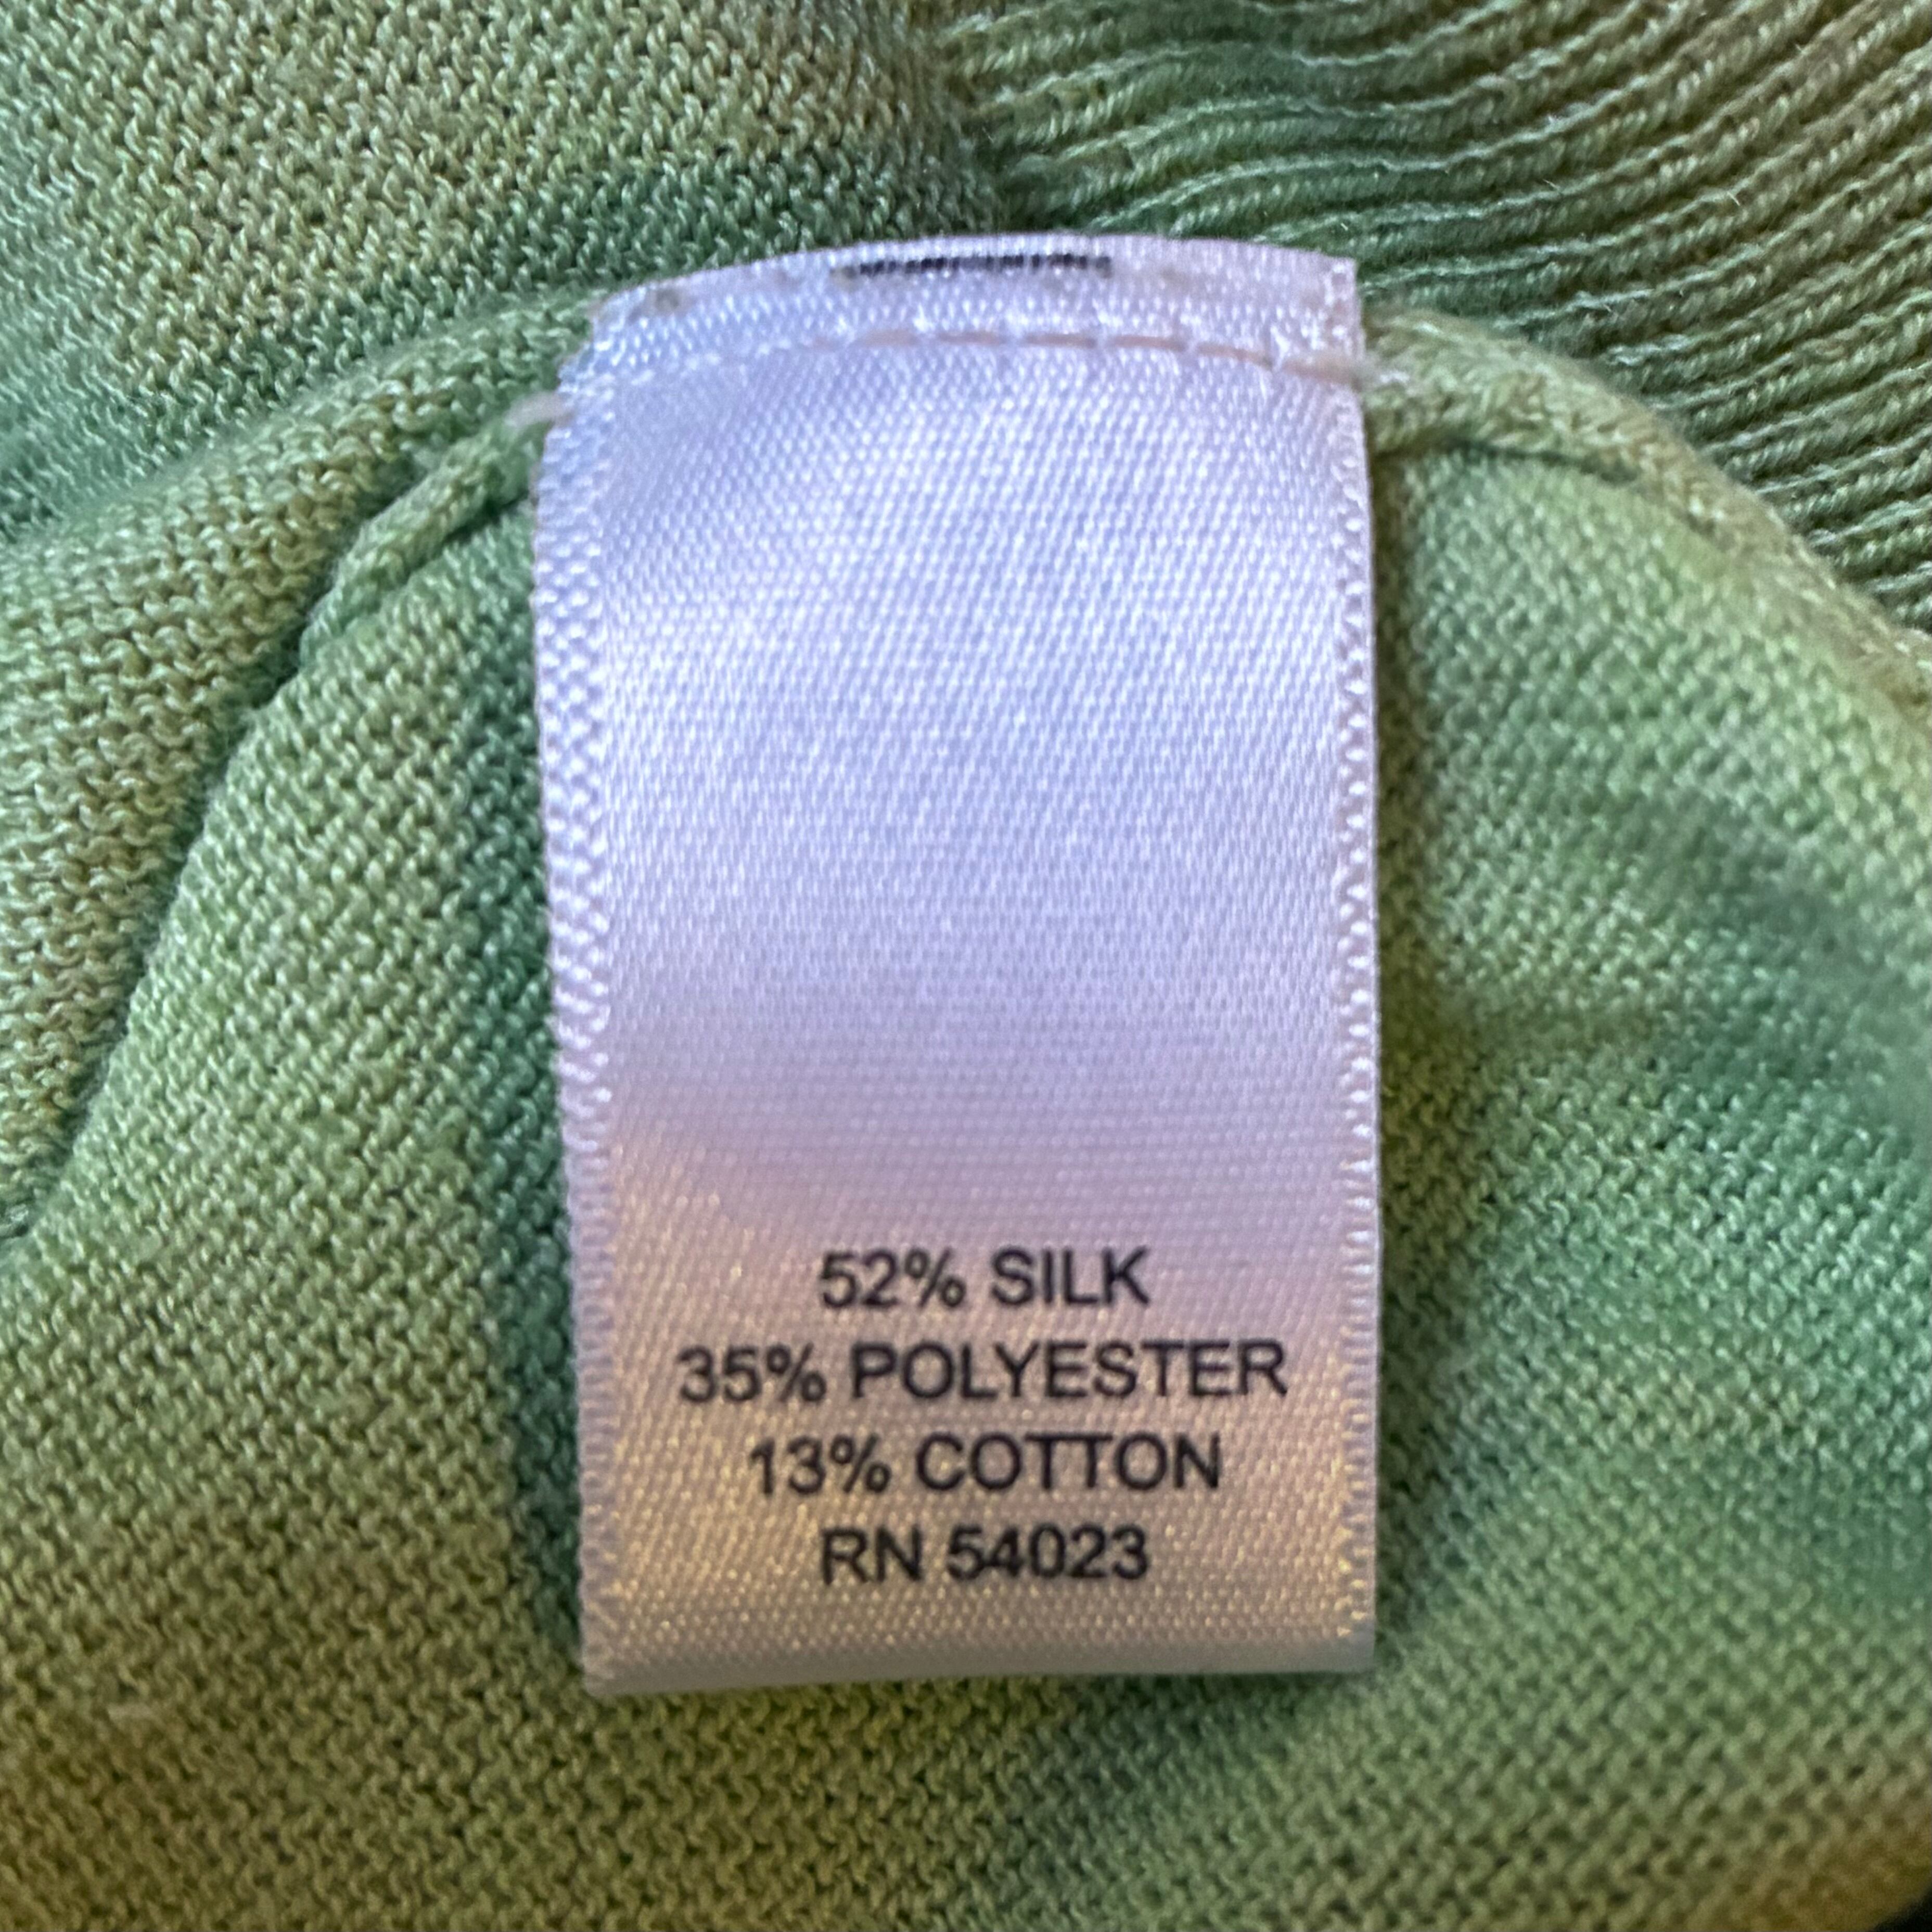 52% SILK
35% POLYESTER
13% COTTON
RN 54023